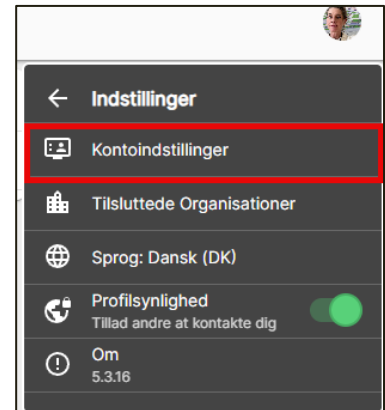 Indstillinger
Kontoindstillinger
Tilsluttede Organisationer
Sprog: Dansk (DK)
Profilsynlighed
Tillad andre at kontakte dig
Om
5.3.16